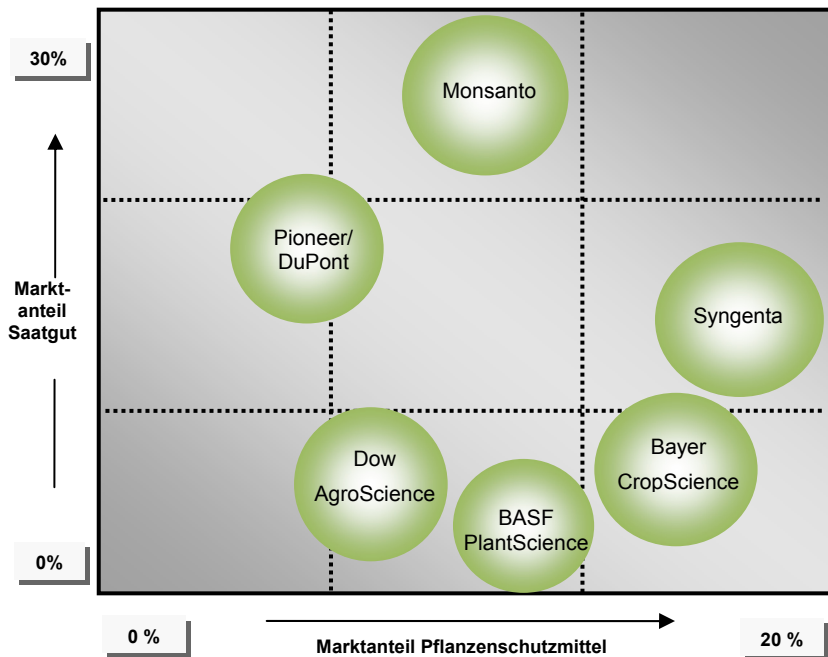 30%
Monsanto
Pioneer/
DuPont
Markt-
anteil
Saatgut
Syngenta
Dow
AgroScience
Bayer
CropScience
BASF
PlantScience
0%
0 %
Marktanteil Pflanzenschutzmittel
20 %